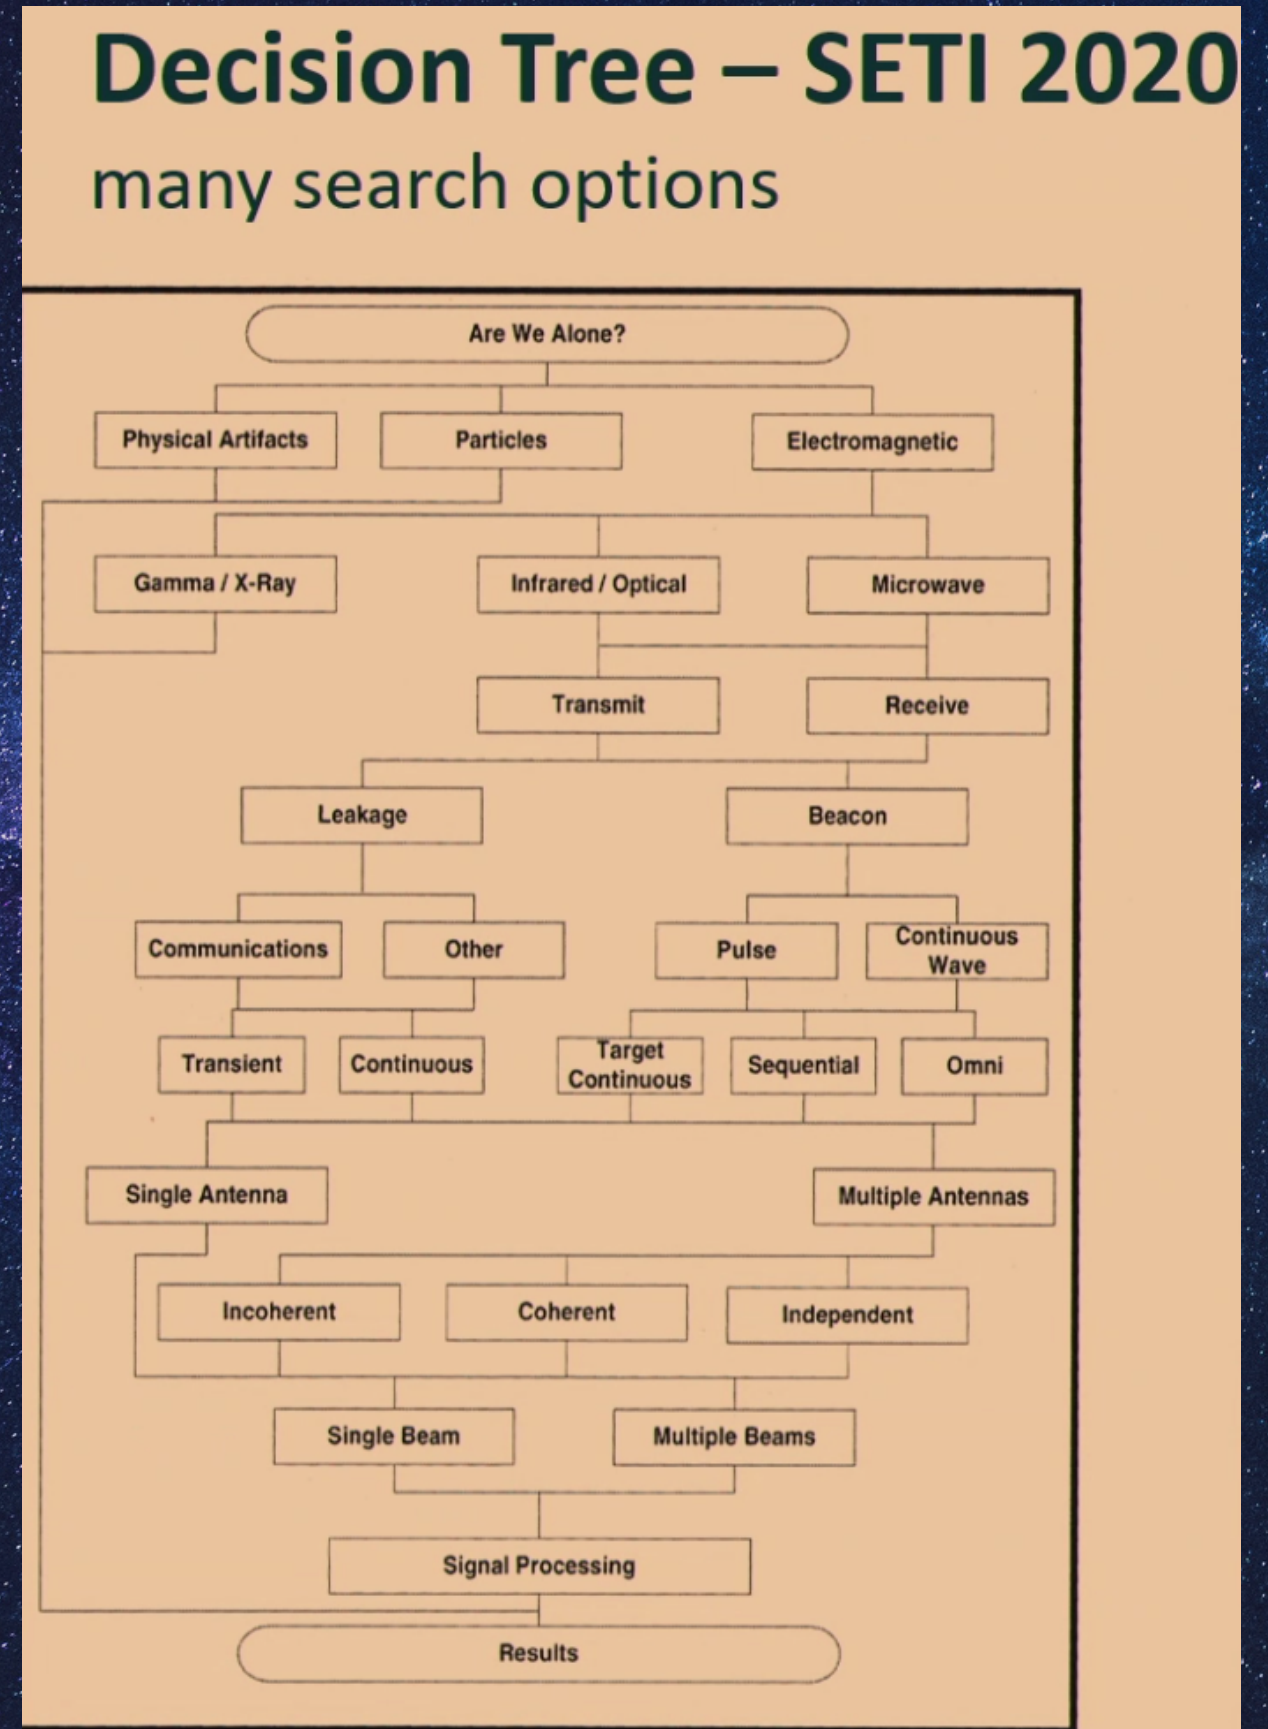 Decision Tree – SETI 2020
many search options
Are We Alone?
Physical Artifacts
Particles
Electromagnetic
Gamma / X-Ray
Infrared / Optical
Microwave
Transmit
Receive
Leakage
Beacon
Communications
Other
Pulse
Continuous
Wave
Transient
Continuous
Target
Continuous
Sequential
Omni
Single Antenna
Multiple Antennas
Incoherent
Coherent
Independent
Single Beam
Multiple Beams
Signal Processing
Results